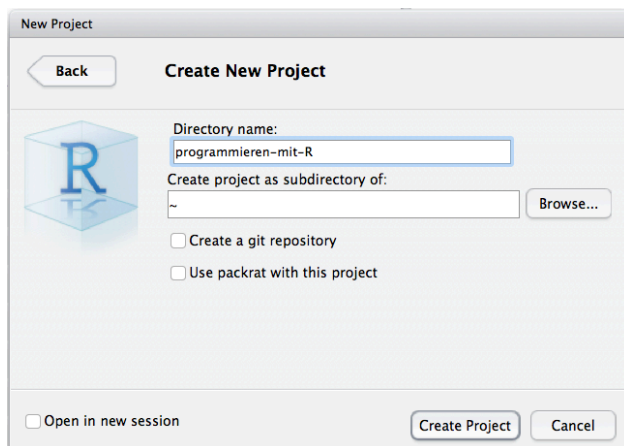 New Project
Back
Create New Project
R
Directory name:
programmieren-mit-R
Create project as subdirectory of:
~
Browse...
Create a git repository
Use packrat with this project
Open in new session
Create Project
Cancel